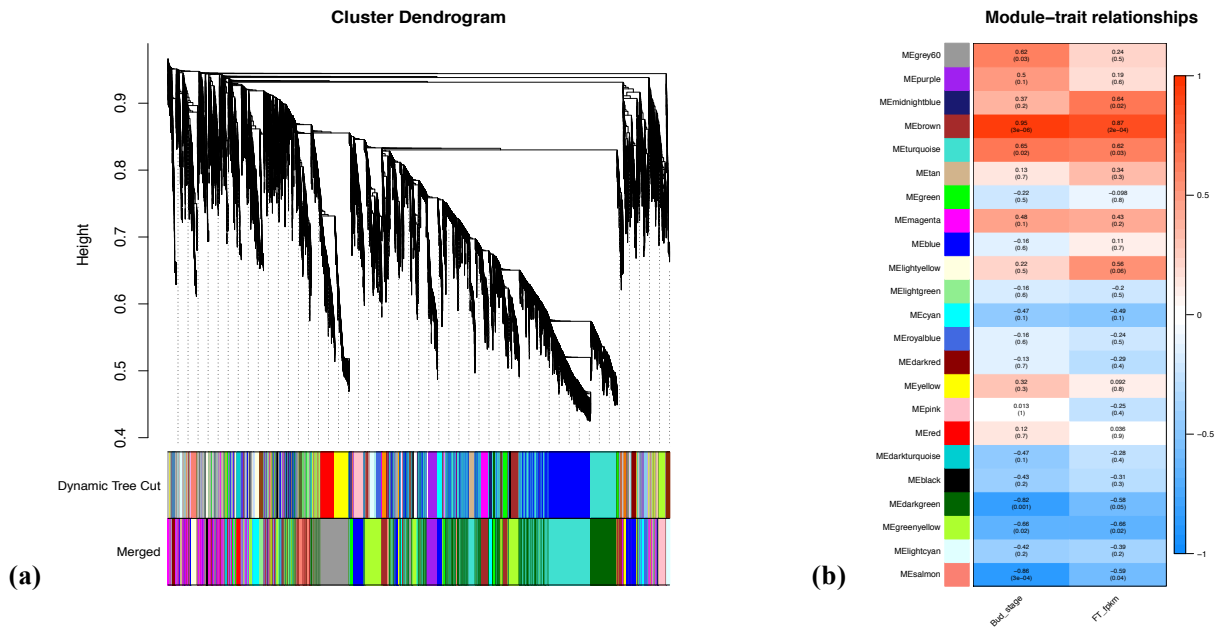 Cluster Dendrogram
Height
0.9
0.8
0.7
0.6
0.5
0.4
Dynamic Tree Cut
Merged
(a)
Module−trait relationships
MEgrey60 0.62 0.24
(0.03) (0.5)
MEpurple 0.5 0.19
(0.1) (0.6)
MEmidnightblue 0.37 0.64
(0.2) (0.02)
MEbrown 0.95 0.87
(3e−06) (2e−04)
MEturquoise 0.65 0.62
(0.02) (0.03)
MEtan 0.13 0.34
(0.7) (0.3)
MEgreen −0.22 −0.098
(0.5) (0.8)
MEmagenta 0.48 0.43
(0.1) (0.2)
MEblue −0.16 0.11
(0.6) (0.7)
MElightyellow 0.22 0.56
(0.5) (0.06)
MElightgreen −0.16 −0.2
(0.6) (0.5)
MEcyan −0.47 −0.49
(0.1) (0.1)
MEroyalblue −0.16 −0.24
(0.6) (0.5)
MEdarkred −0.13 −0.29
(0.7) (0.4)
MEyellow 0.32 0.092
(0.3) (0.8)
MEpink 0.013 −0.25
(1) (0.4)
MEred 0.12 0.036
(0.7) (0.9)
MEdarkturquoise −0.47 −0.28
(0.1) (0.4)
MEblack −0.43 −0.31
(0.2) (0.3)
MEdarkgreen −0.82 −0.58
(0.001) (0.05)
MEgreenyellow −0.66 −0.66
(0.02) (0.02)
MElightcyan −0.42 −0.39
(0.2) (0.2)
MEsalmon −0.86 −0.59
(3e−04) (0.04)
Bud_stage FT_fpkm
1
0.5
0
−0.5
−1
(b)